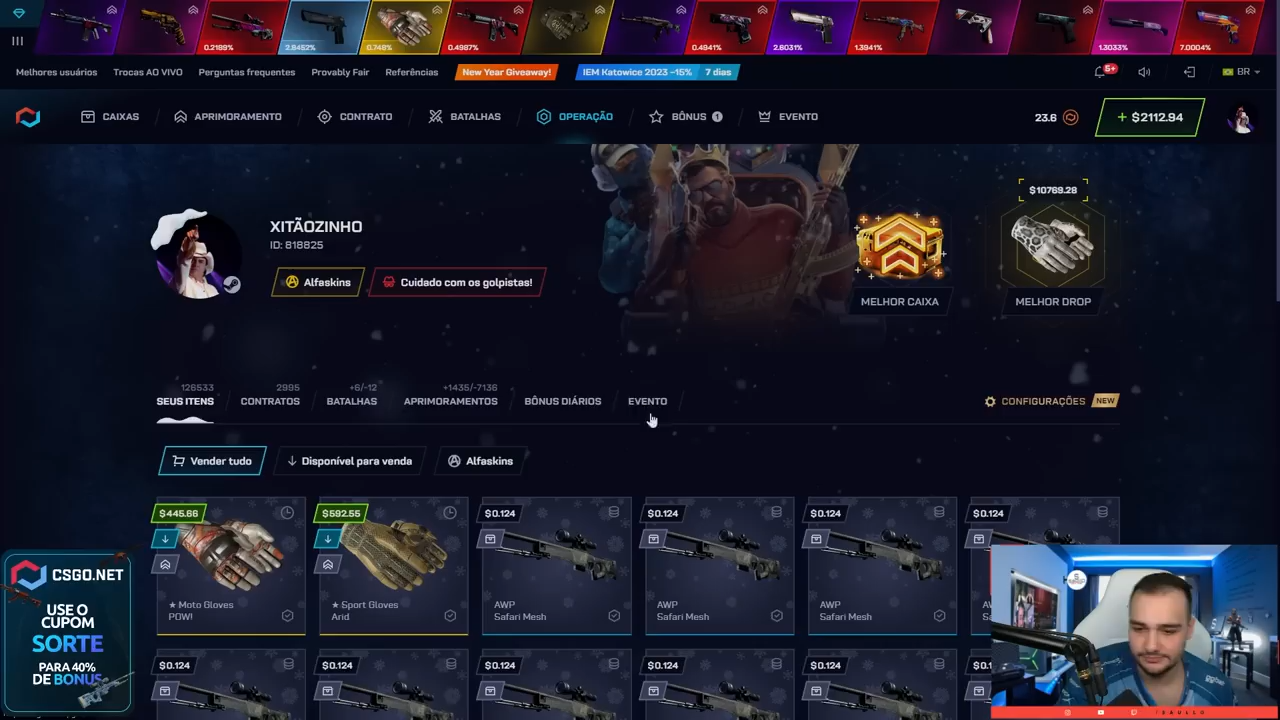 0.2189%
2.8452%
0.748%
0.4987%
0.4941%
2.6031%
1.3941%
1.3033%
7.0004%
Melhores usuários
Trocas AO VIVO
Perguntas frequentes
Provably Fair
Referências
New Year Giveaway!
IEM Katowice 2023 -15% 7 dias
5+
BR
CAIXAS
APRIMORAMENTO
CONTRATO
BATALHAS
OPERAÇÃO
BÔNUS 1
EVENTO
23.6
+ $2112.94
XITÃOZINHO
ID: 818825
Alfaskins
Cuidado com os golpistas!
MELHOR CAIXA
$10769.28
MELHOR DROP
126533
SEUS ITENS
2995
CONTRATOS
+6/-12
BATALHAS
+1435/-7136
APRIMORAMENTOS
BÔNUS DIÁRIOS
EVENTO
CONFIGURAÇÕES NEW
Vender tudo
Disponível para venda
Alfaskins
$445.66
★ Moto Gloves
POW!
$592.55
★ Sport Gloves
Arid
$0.124
AWP
Safari Mesh
$0.124
AWP
Safari Mesh
$0.124
AWP
Safari Mesh
$0.124
$0.124
$0.124
$0.124
$0.124
$0.124
CSGO.NET
USE O
CUPOM
SORTE
PARA 40%
DE BONUS